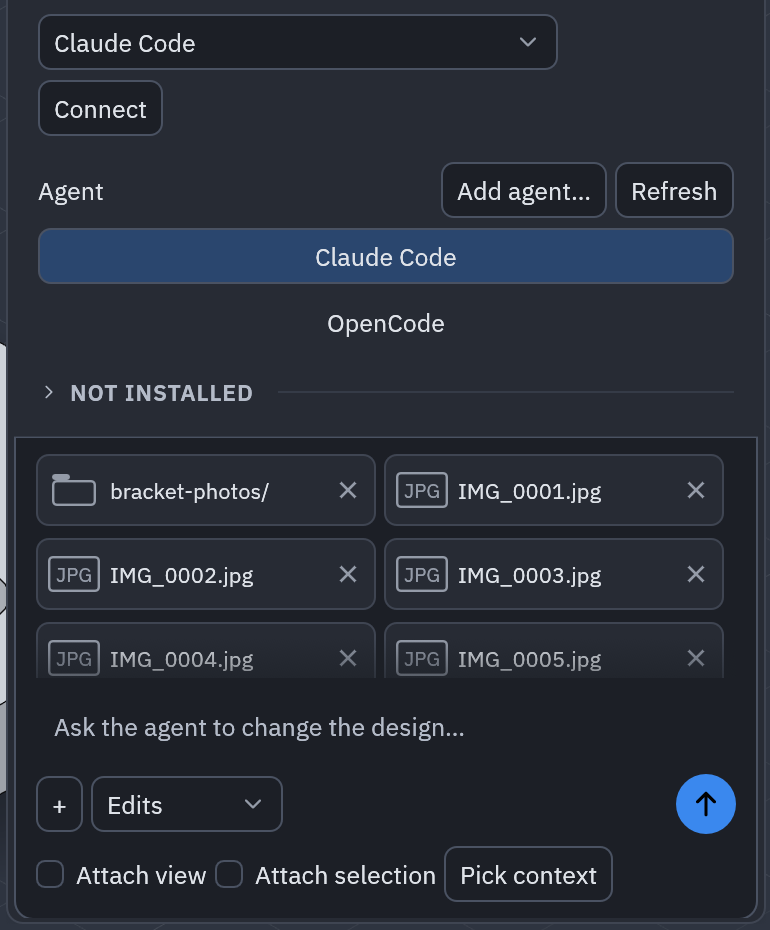 Claude Code
Connect
Agent Add agent... Refresh
Claude Code
OpenCode
NOT INSTALLED
bracket-photos/ JPG IMG_0001.jpg
JPG IMG_0002.jpg JPG IMG_0003.jpg
JPG IMG_0004.jpg JPG IMG_0005.jpg
Ask the agent to change the design...
+ Edits
Attach view Attach selection Pick context